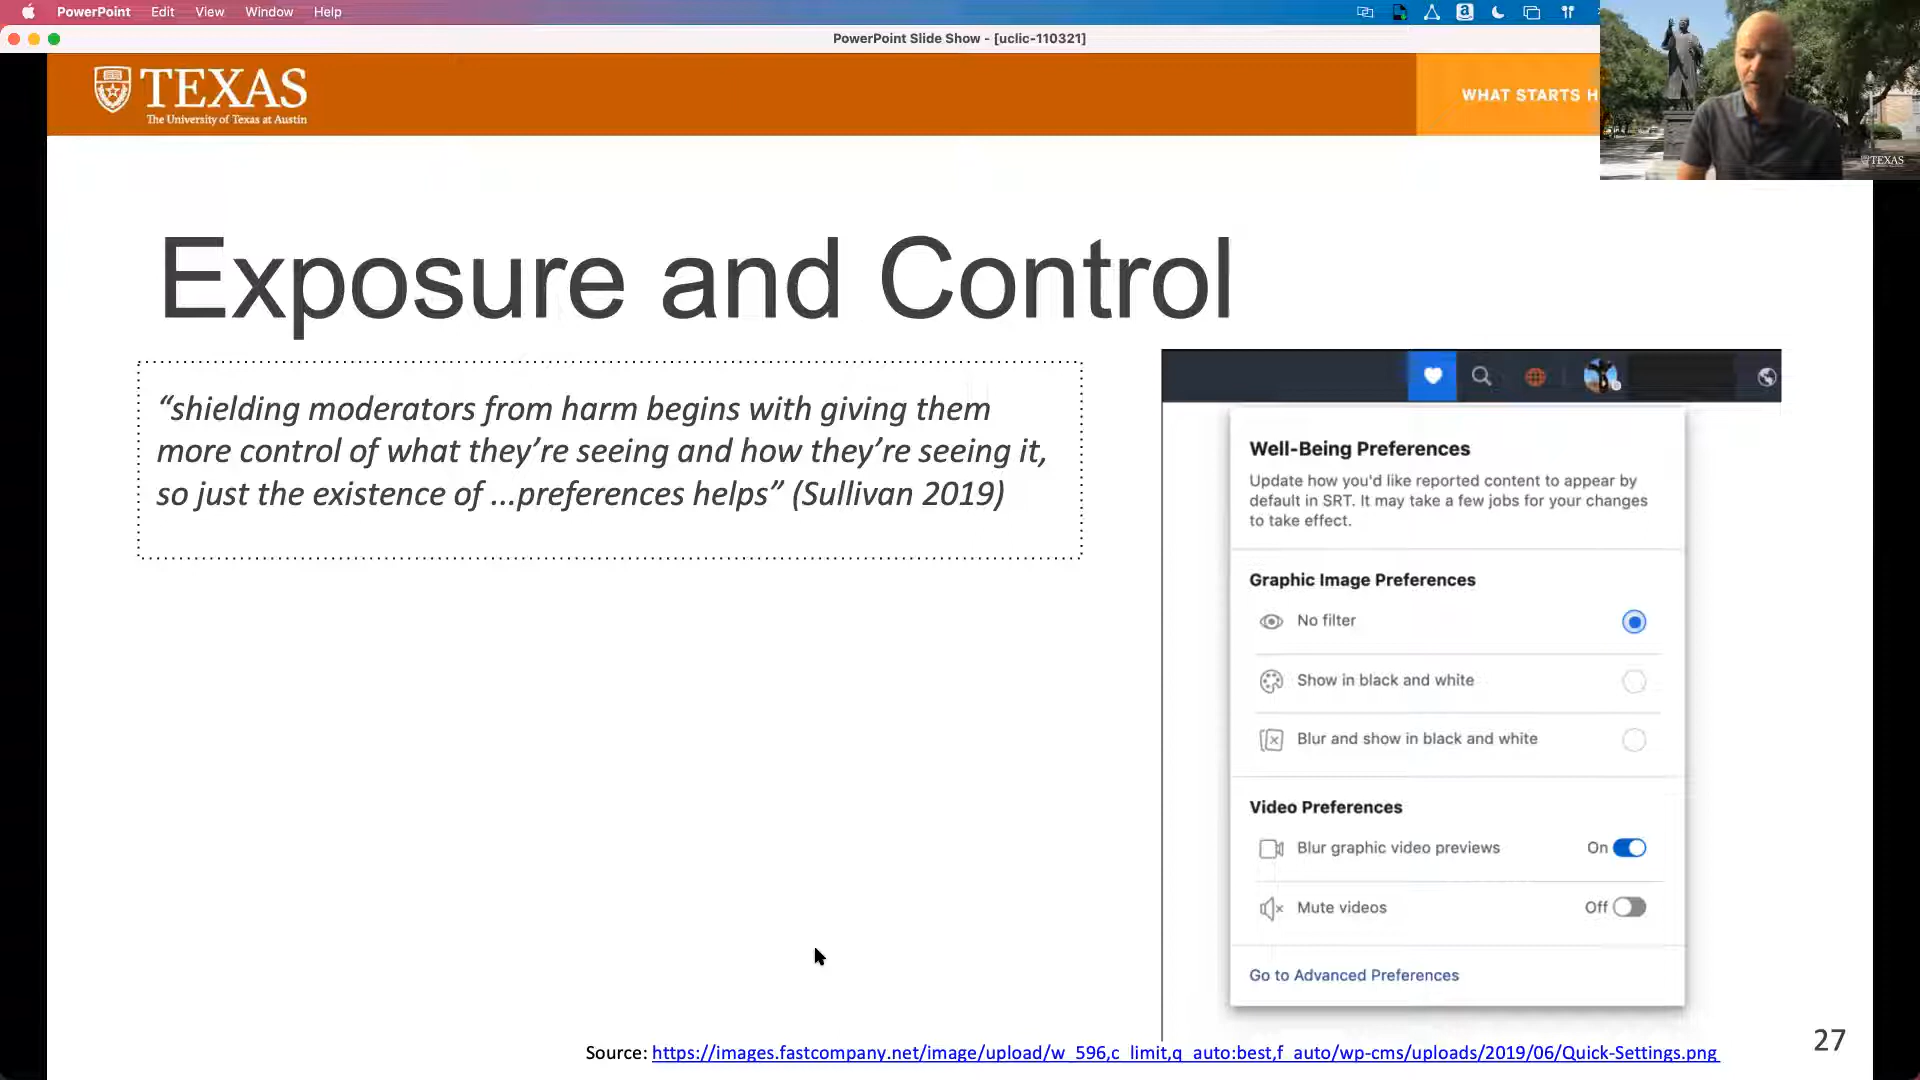 PowerPoint Edit View Window Help
PowerPoint Slide Show - [uclic-110321]
TEXAS
The University of Texas at Austin
WHAT STARTS H
TEXAS
Exposure and Control
“shielding moderators from harm begins with giving them
more control of what they’re seeing and how they’re seeing it,
so just the existence of ...preferences helps” (Sullivan 2019)
Well-Being Preferences
Update how you'd like reported content to appear by
default in SRT. It may take a few jobs for your changes
to take effect.
Graphic Image Preferences
No filter
Show in black and white
Blur and show in black and white
Video Preferences
Blur graphic video previews On
Mute videos Off
Go to Advanced Preferences
Source: https://images.fastcompany.net/image/upload/w_596,c_limit,q_auto:best,f_auto/wp-cms/uploads/2019/06/Quick-Settings.png
27